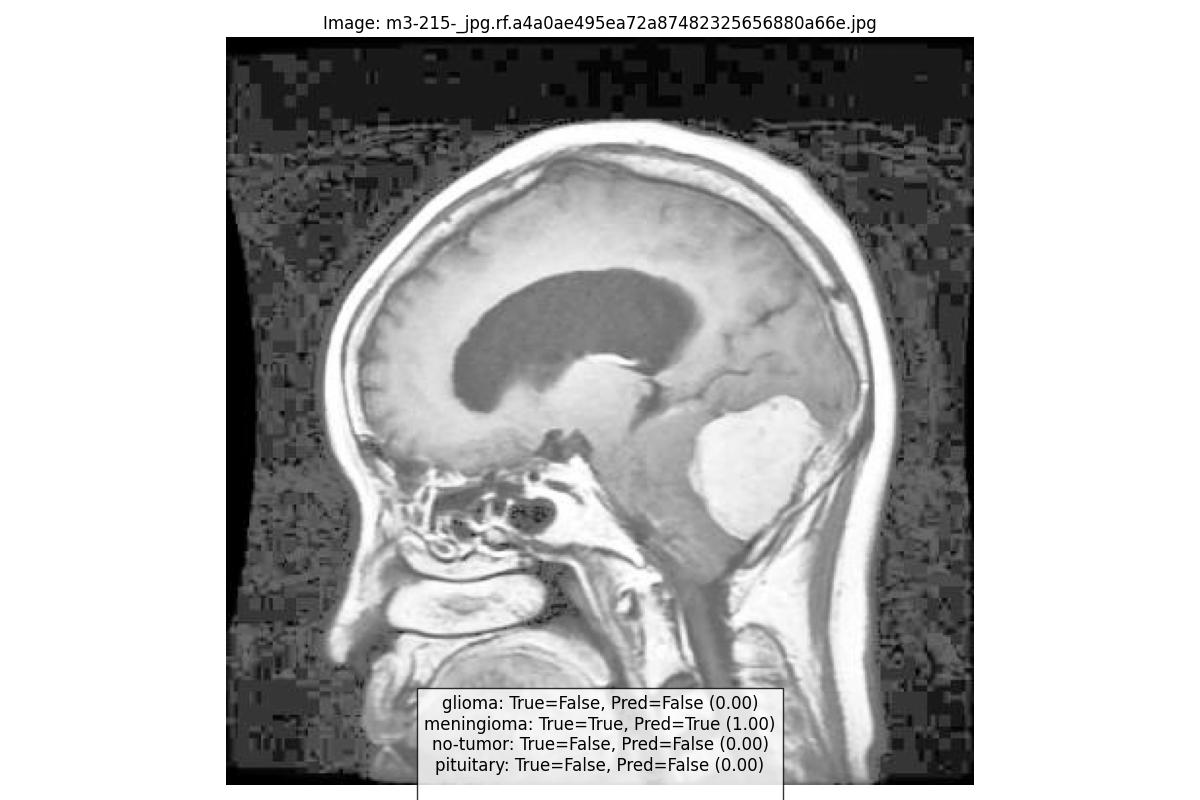 Image: m3-215-_jpg.rf.a4a0ae495ea72a87482325656880a66e.jpg
glioma: True=False, Pred=False (0.00)
meningioma: True=True, Pred=True (1.00)
no-tumor: True=False, Pred=False (0.00)
pituitary: True=False, Pred=False (0.00)